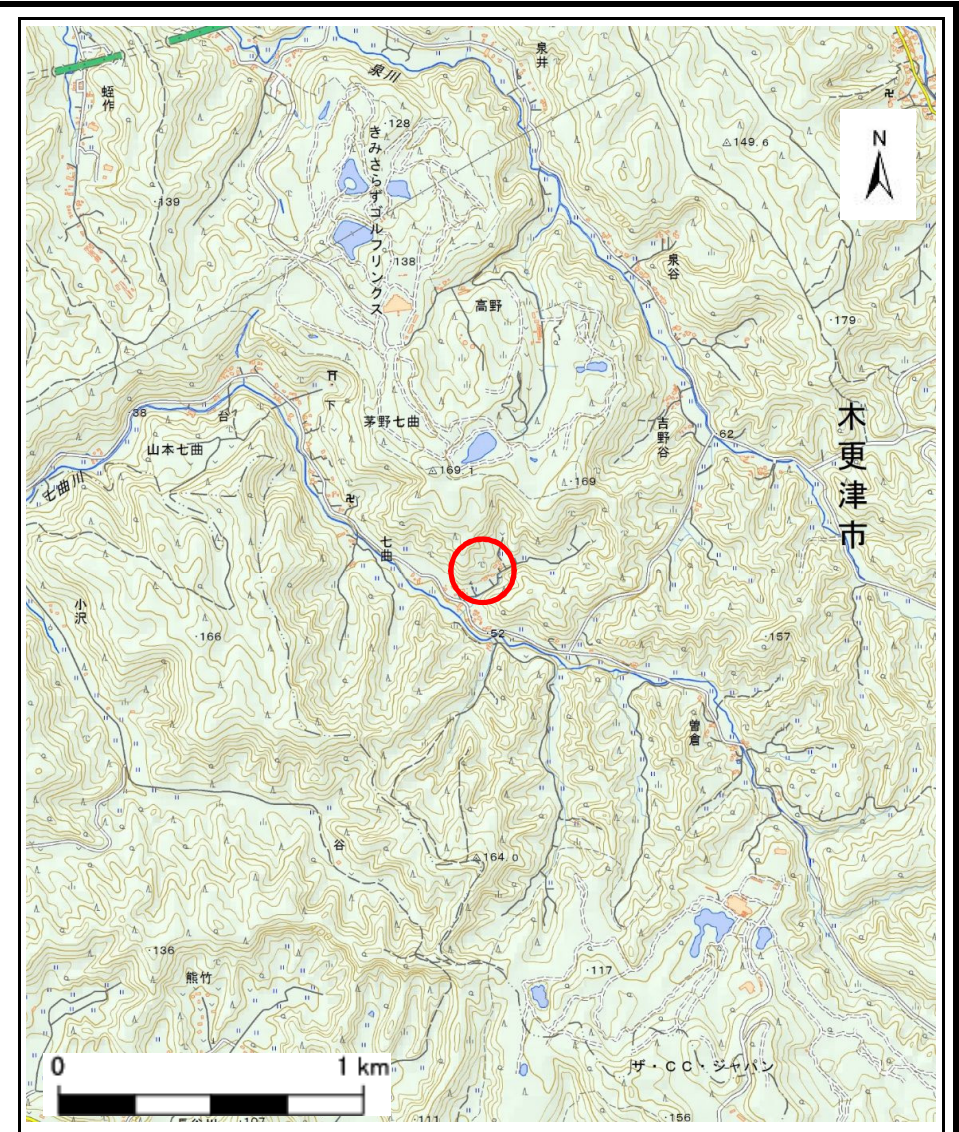 泉川
泉井
蛭作
きみさらずゴルフリンクス
128
卍
N
149.6
139
138
泉谷
高野
179
下
38
台
山本七曲
茅野七曲
169.1
吉野谷
62
木更津市
七曲川
169
卍
七曲
小沢
166
52
157
曽倉
谷
164.0
136
熊竹
117
0
1 km
ザ・CC・ジャパン
111
156